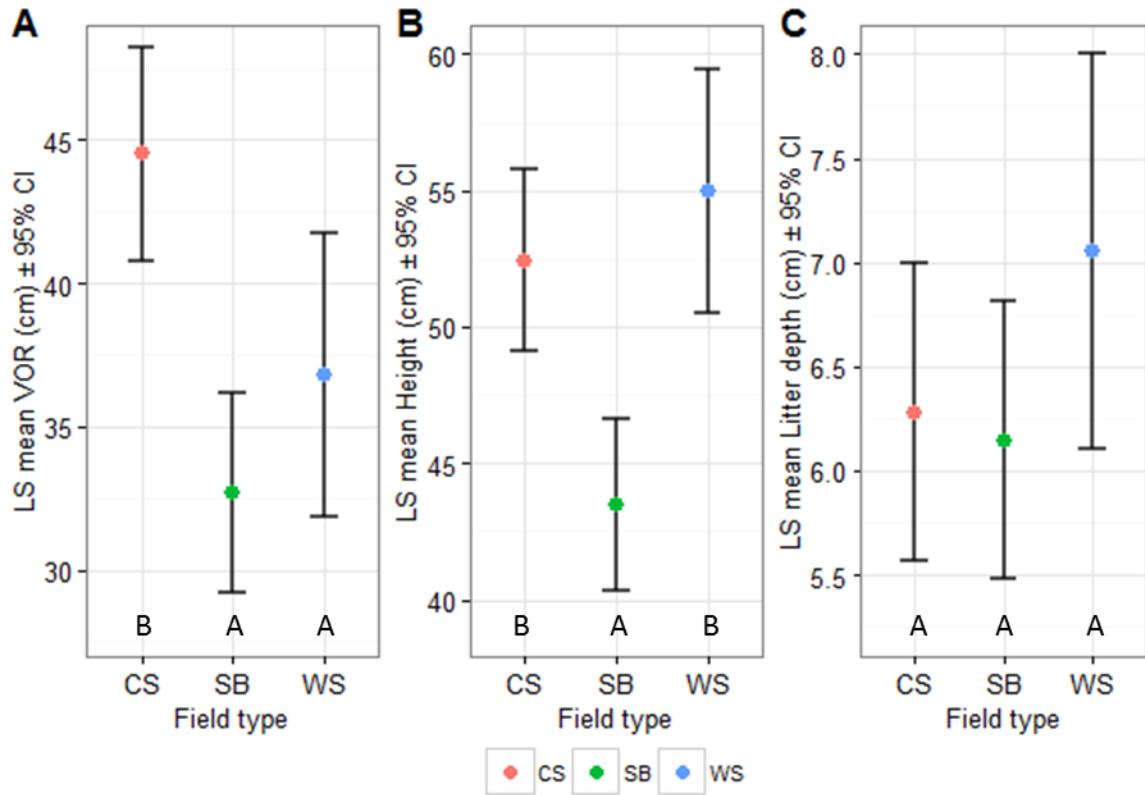 A
LS mean VOR (cm) ± 95% CI
45
40
35
30
B A A
CS SB WS
Field type
B
LS mean Height (cm) ± 95% CI
60
55
50
45
40
B A B
CS SB WS
Field type
C
LS mean Litter depth (cm) ± 95% CI
8.0
7.5
7.0
6.5
6.0
5.5
A A A
CS SB WS
Field type
CS SB WS